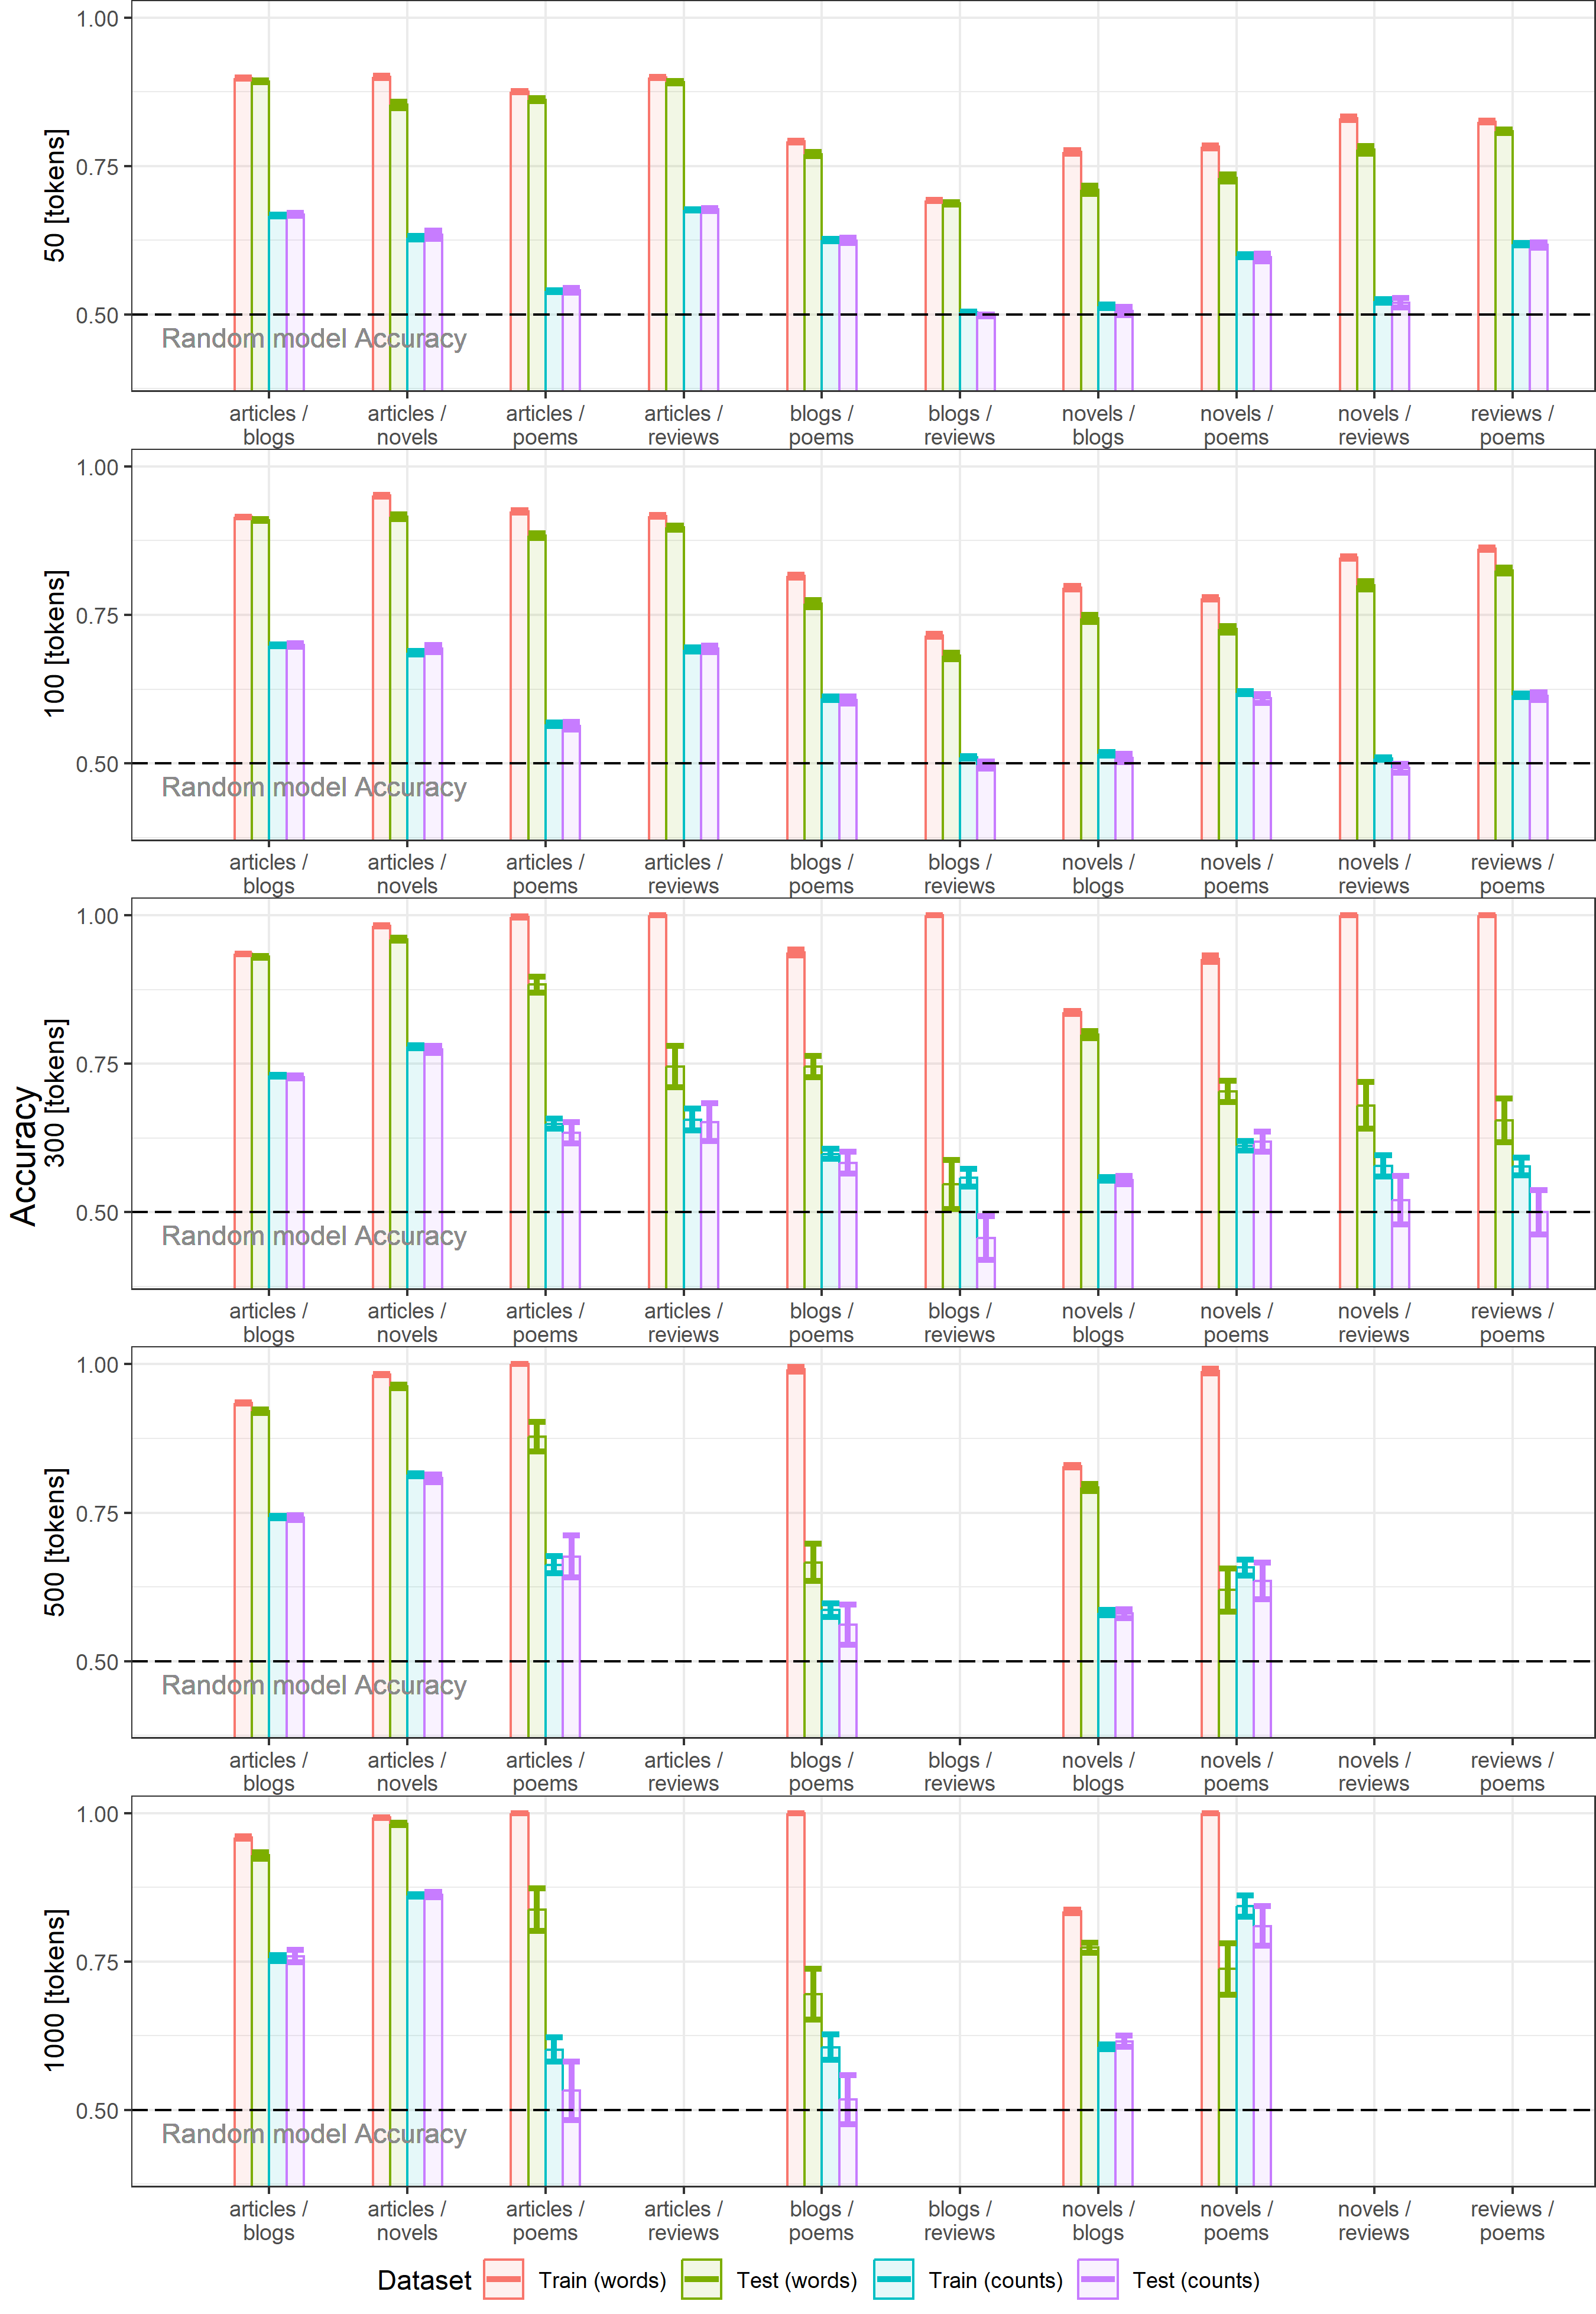 Accuracy
50 [tokens]
1.00
0.75
0.50
Random model Accuracy
articles / articles / articles / articles / blogs / blogs / novels / novels / novels / reviews /
blogs novels poems reviews poems reviews blogs poems reviews poems
100 [tokens]
1.00
0.75
0.50
Random model Accuracy
articles / articles / articles / articles / blogs / blogs / novels / novels / novels / reviews /
blogs novels poems reviews poems reviews blogs poems reviews poems
300 [tokens]
1.00
0.75
0.50
Random model Accuracy
articles / articles / articles / articles / blogs / blogs / novels / novels / novels / reviews /
blogs novels poems reviews poems reviews blogs poems reviews poems
500 [tokens]
1.00
0.75
0.50
Random model Accuracy
articles / articles / articles / articles / blogs / blogs / novels / novels / novels / reviews /
blogs novels poems reviews poems reviews blogs poems reviews poems
1000 [tokens]
1.00
0.75
0.50
Random model Accuracy
articles / articles / articles / articles / blogs / blogs / novels / novels / novels / reviews /
blogs novels poems reviews poems reviews blogs poems reviews poems
Dataset Train (words) Test (words) Train (counts) Test (counts)